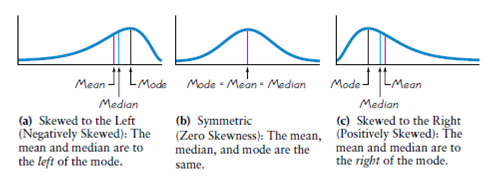 Mean
Mode
Median
Mode = Mean = Median
Mode
Mean
Median
(a) Skewed to the Left
(Negatively Skewed): The
mean and median are to
the left of the mode.
(b) Symmetric
(Zero Skewness): The mean,
median, and mode are the
same.
(c) Skewed to the Right
(Positively Skewed): The
mean and median are to
the right of the mode.